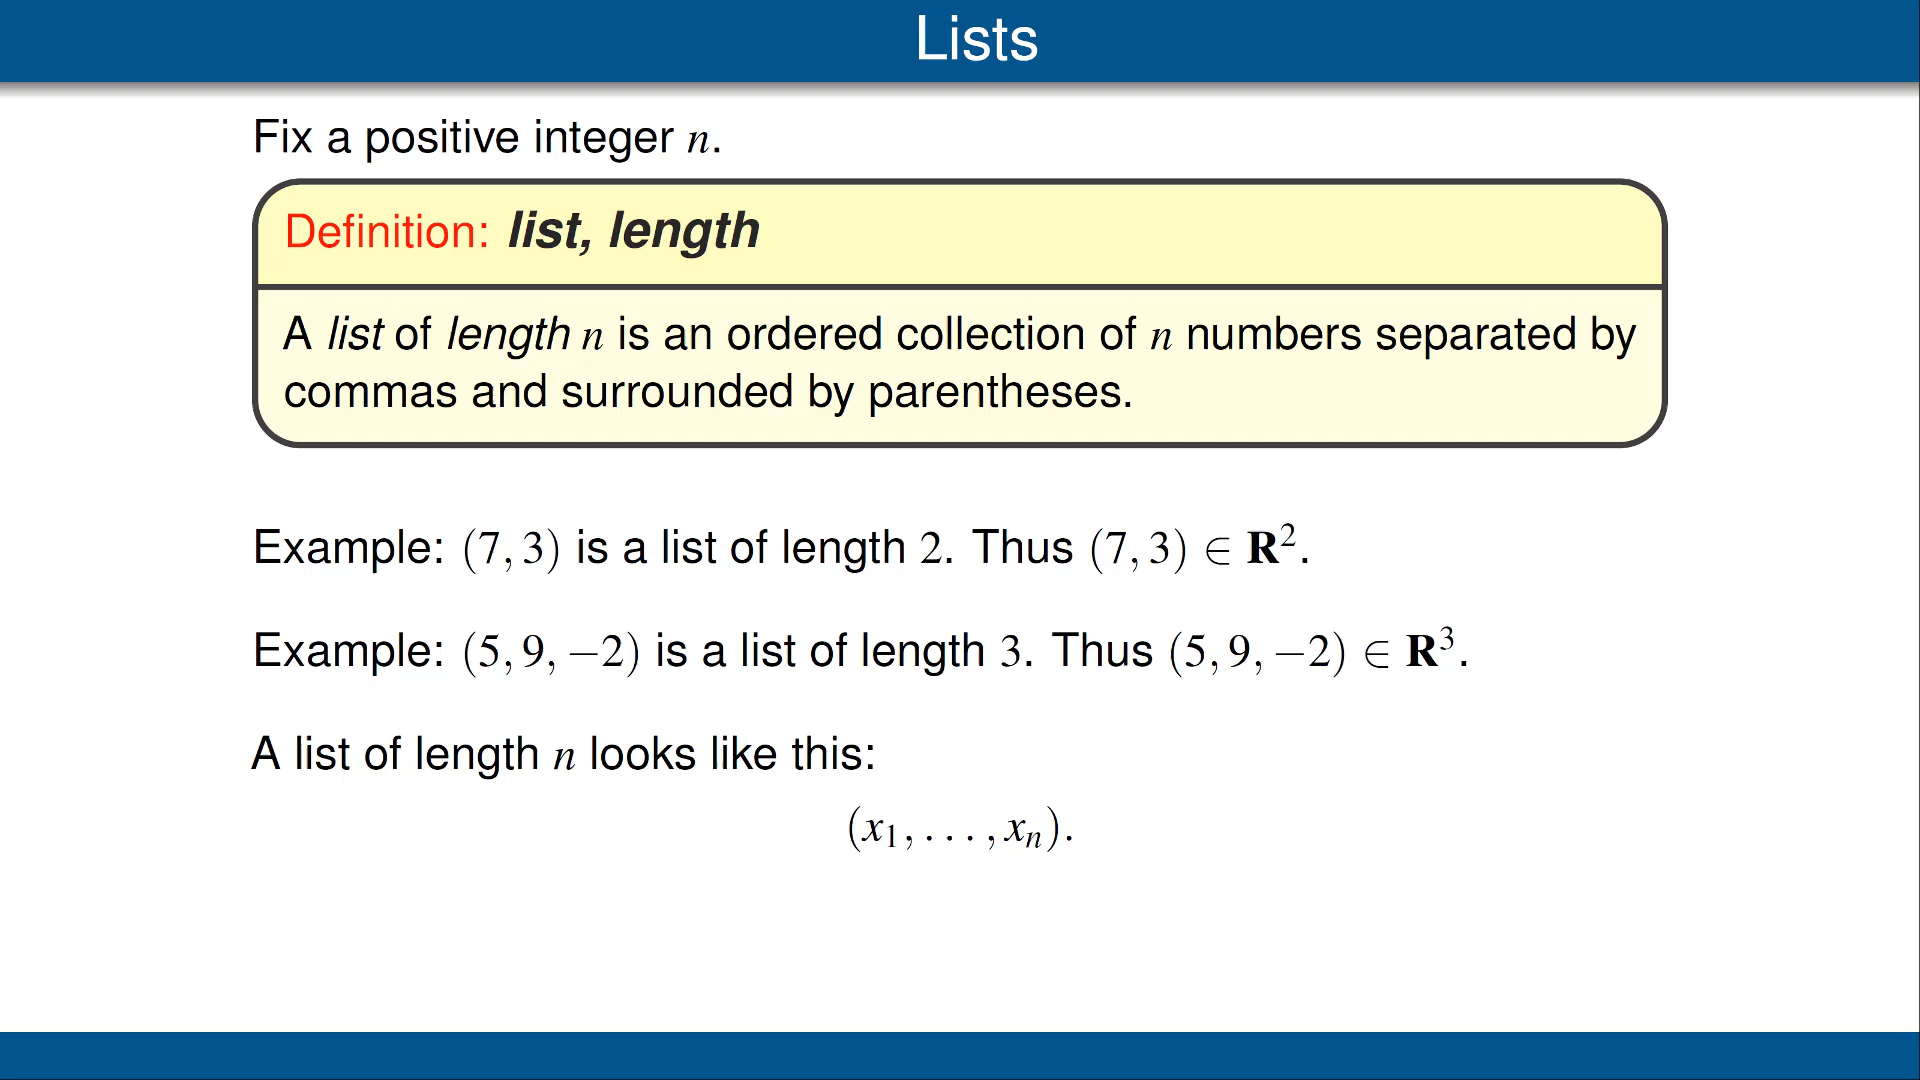 Lists
Fix a positive integer n.
Definition: list, length
A list of length n is an ordered collection of n numbers separated by
commas and surrounded by parentheses.
Example: (7, 3) is a list of length 2. Thus (7, 3) ∈ R².
Example: (5, 9, −2) is a list of length 3. Thus (5, 9, −2) ∈ R³.
A list of length n looks like this:
(x₁, . . . , xₙ).